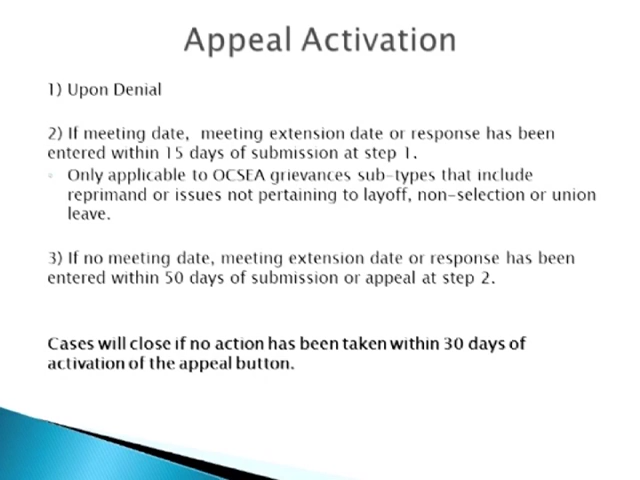 Appeal Activation
1) Upon Denial
2) If meeting date,  meeting extension date or response has been
entered within 15 days of submission at step 1.
◦ Only applicable to OCSEA grievances sub-types that include
reprimand or issues not pertaining to layoff, non-selection or union
leave.
3) If no meeting date, meeting extension date or response has been
entered within 50 days of submission or appeal at step 2.
Cases will close if no action has been taken within 30 days of
activation of the appeal button.